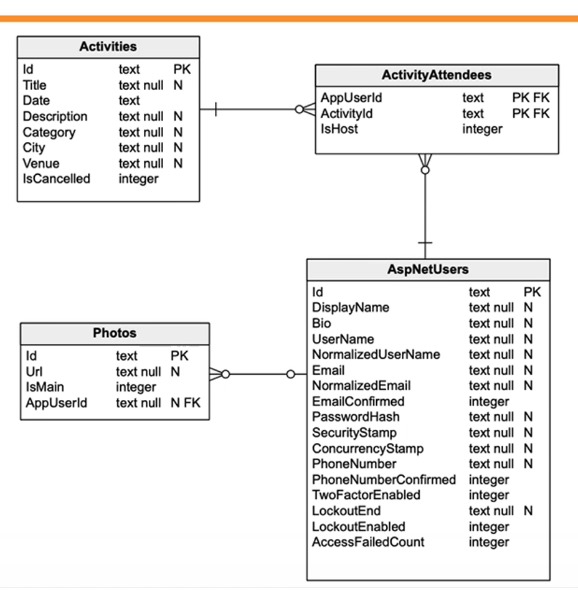 Activities
Id text PK
Title text null N
Date text
Description text null N
Category text null N
City text null N
Venue text null N
IsCancelled integer
ActivityAttendees
AppUserId text PK FK
ActivityId text PK FK
IsHost integer
AspNetUsers
Id text PK
DisplayName text null N
Bio text null N
UserName text null N
NormalizedUserName text null N
Email text null N
NormalizedEmail text null N
EmailConfirmed integer
PasswordHash text null N
SecurityStamp text null N
ConcurrencyStamp text null N
PhoneNumber text null N
PhoneNumberConfirmed integer
TwoFactorEnabled integer
LockoutEnd text null N
LockoutEnabled integer
AccessFailedCount integer
Photos
Id text PK
Url text null N
IsMain integer
AppUserId text null N FK